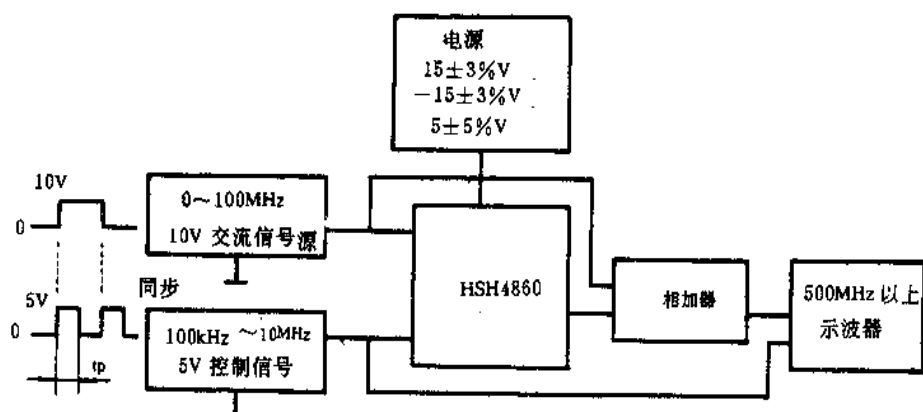 电源
15±3%V
−15±3%V
5±5%V
10V
0
0～100MHz
10V 交流信号源
同步
5V
0
tp
100kHz ～10MHz
5V 控制信号
HSH4860
相加器
500MHz 以上
示波器